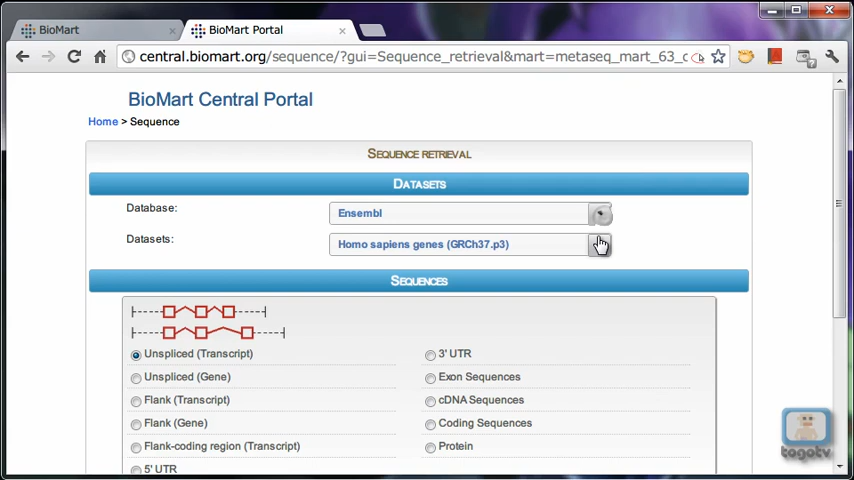 BioMart
BioMart Portal
central.biomart.org/sequence/?gui=Sequence_retrieval&mart=metaseq_mart_63_c
BioMart Central Portal
Home > Sequence
SEQUENCE RETRIEVAL
DATASETS
Database:
Ensembl
Datasets:
Homo sapiens genes (GRCh37.p3)
SEQUENCES
Unspliced (Transcript)
3' UTR
Unspliced (Gene)
Exon Sequences
Flank (Transcript)
cDNA Sequences
Flank (Gene)
Coding Sequences
Flank-coding region (Transcript)
Protein
5' UTR
togotv